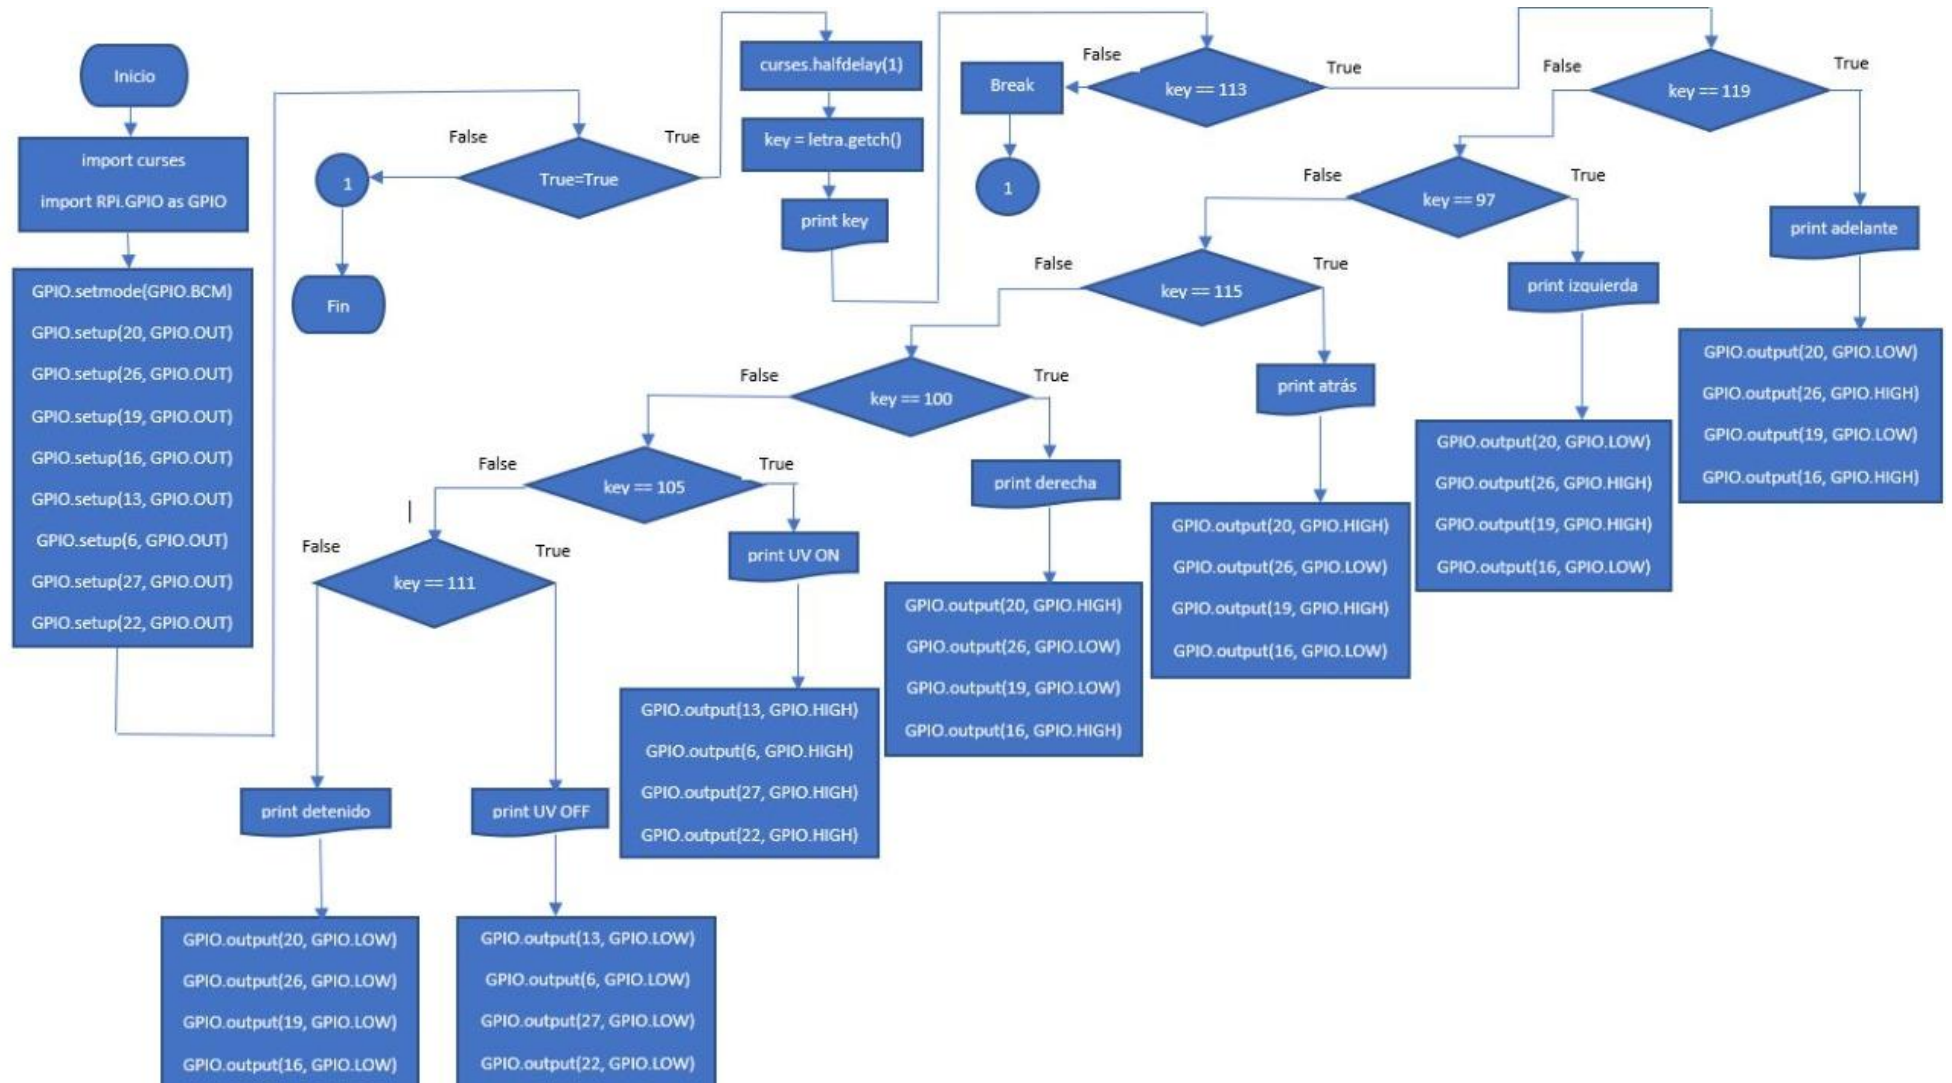 Inicio
import curses
import RPi.GPIO as GPIO
GPIO.setmode(GPIO.BCM)
GPIO.setup(20, GPIO.OUT)
GPIO.setup(26, GPIO.OUT)
GPIO.setup(19, GPIO.OUT)
GPIO.setup(16, GPIO.OUT)
GPIO.setup(13, GPIO.OUT)
GPIO.setup(6, GPIO.OUT)
GPIO.setup(27, GPIO.OUT)
GPIO.setup(22, GPIO.OUT)
False
True
True=True
1
Fin
curses.halfdelay(1)
key = letra.getch()
print key
False
True
key == 113
Break
1
False
True
key == 119
print adelante
GPIO.output(20, GPIO.LOW)
GPIO.output(26, GPIO.HIGH)
GPIO.output(19, GPIO.LOW)
GPIO.output(16, GPIO.HIGH)
False
True
key == 97
print izquierda
GPIO.output(20, GPIO.LOW)
GPIO.output(26, GPIO.HIGH)
GPIO.output(19, GPIO.HIGH)
GPIO.output(16, GPIO.LOW)
False
True
key == 115
print atrás
GPIO.output(20, GPIO.HIGH)
GPIO.output(26, GPIO.LOW)
GPIO.output(19, GPIO.HIGH)
GPIO.output(16, GPIO.LOW)
False
True
key == 100
print derecha
GPIO.output(20, GPIO.HIGH)
GPIO.output(26, GPIO.LOW)
GPIO.output(19, GPIO.LOW)
GPIO.output(16, GPIO.HIGH)
False
True
key == 105
print UV ON
GPIO.output(13, GPIO.HIGH)
GPIO.output(6, GPIO.HIGH)
GPIO.output(27, GPIO.HIGH)
GPIO.output(22, GPIO.HIGH)
False
True
key == 111
print UV OFF
GPIO.output(13, GPIO.LOW)
GPIO.output(6, GPIO.LOW)
GPIO.output(27, GPIO.LOW)
GPIO.output(22, GPIO.LOW)
print detenido
GPIO.output(20, GPIO.LOW)
GPIO.output(26, GPIO.LOW)
GPIO.output(19, GPIO.LOW)
GPIO.output(16, GPIO.LOW)